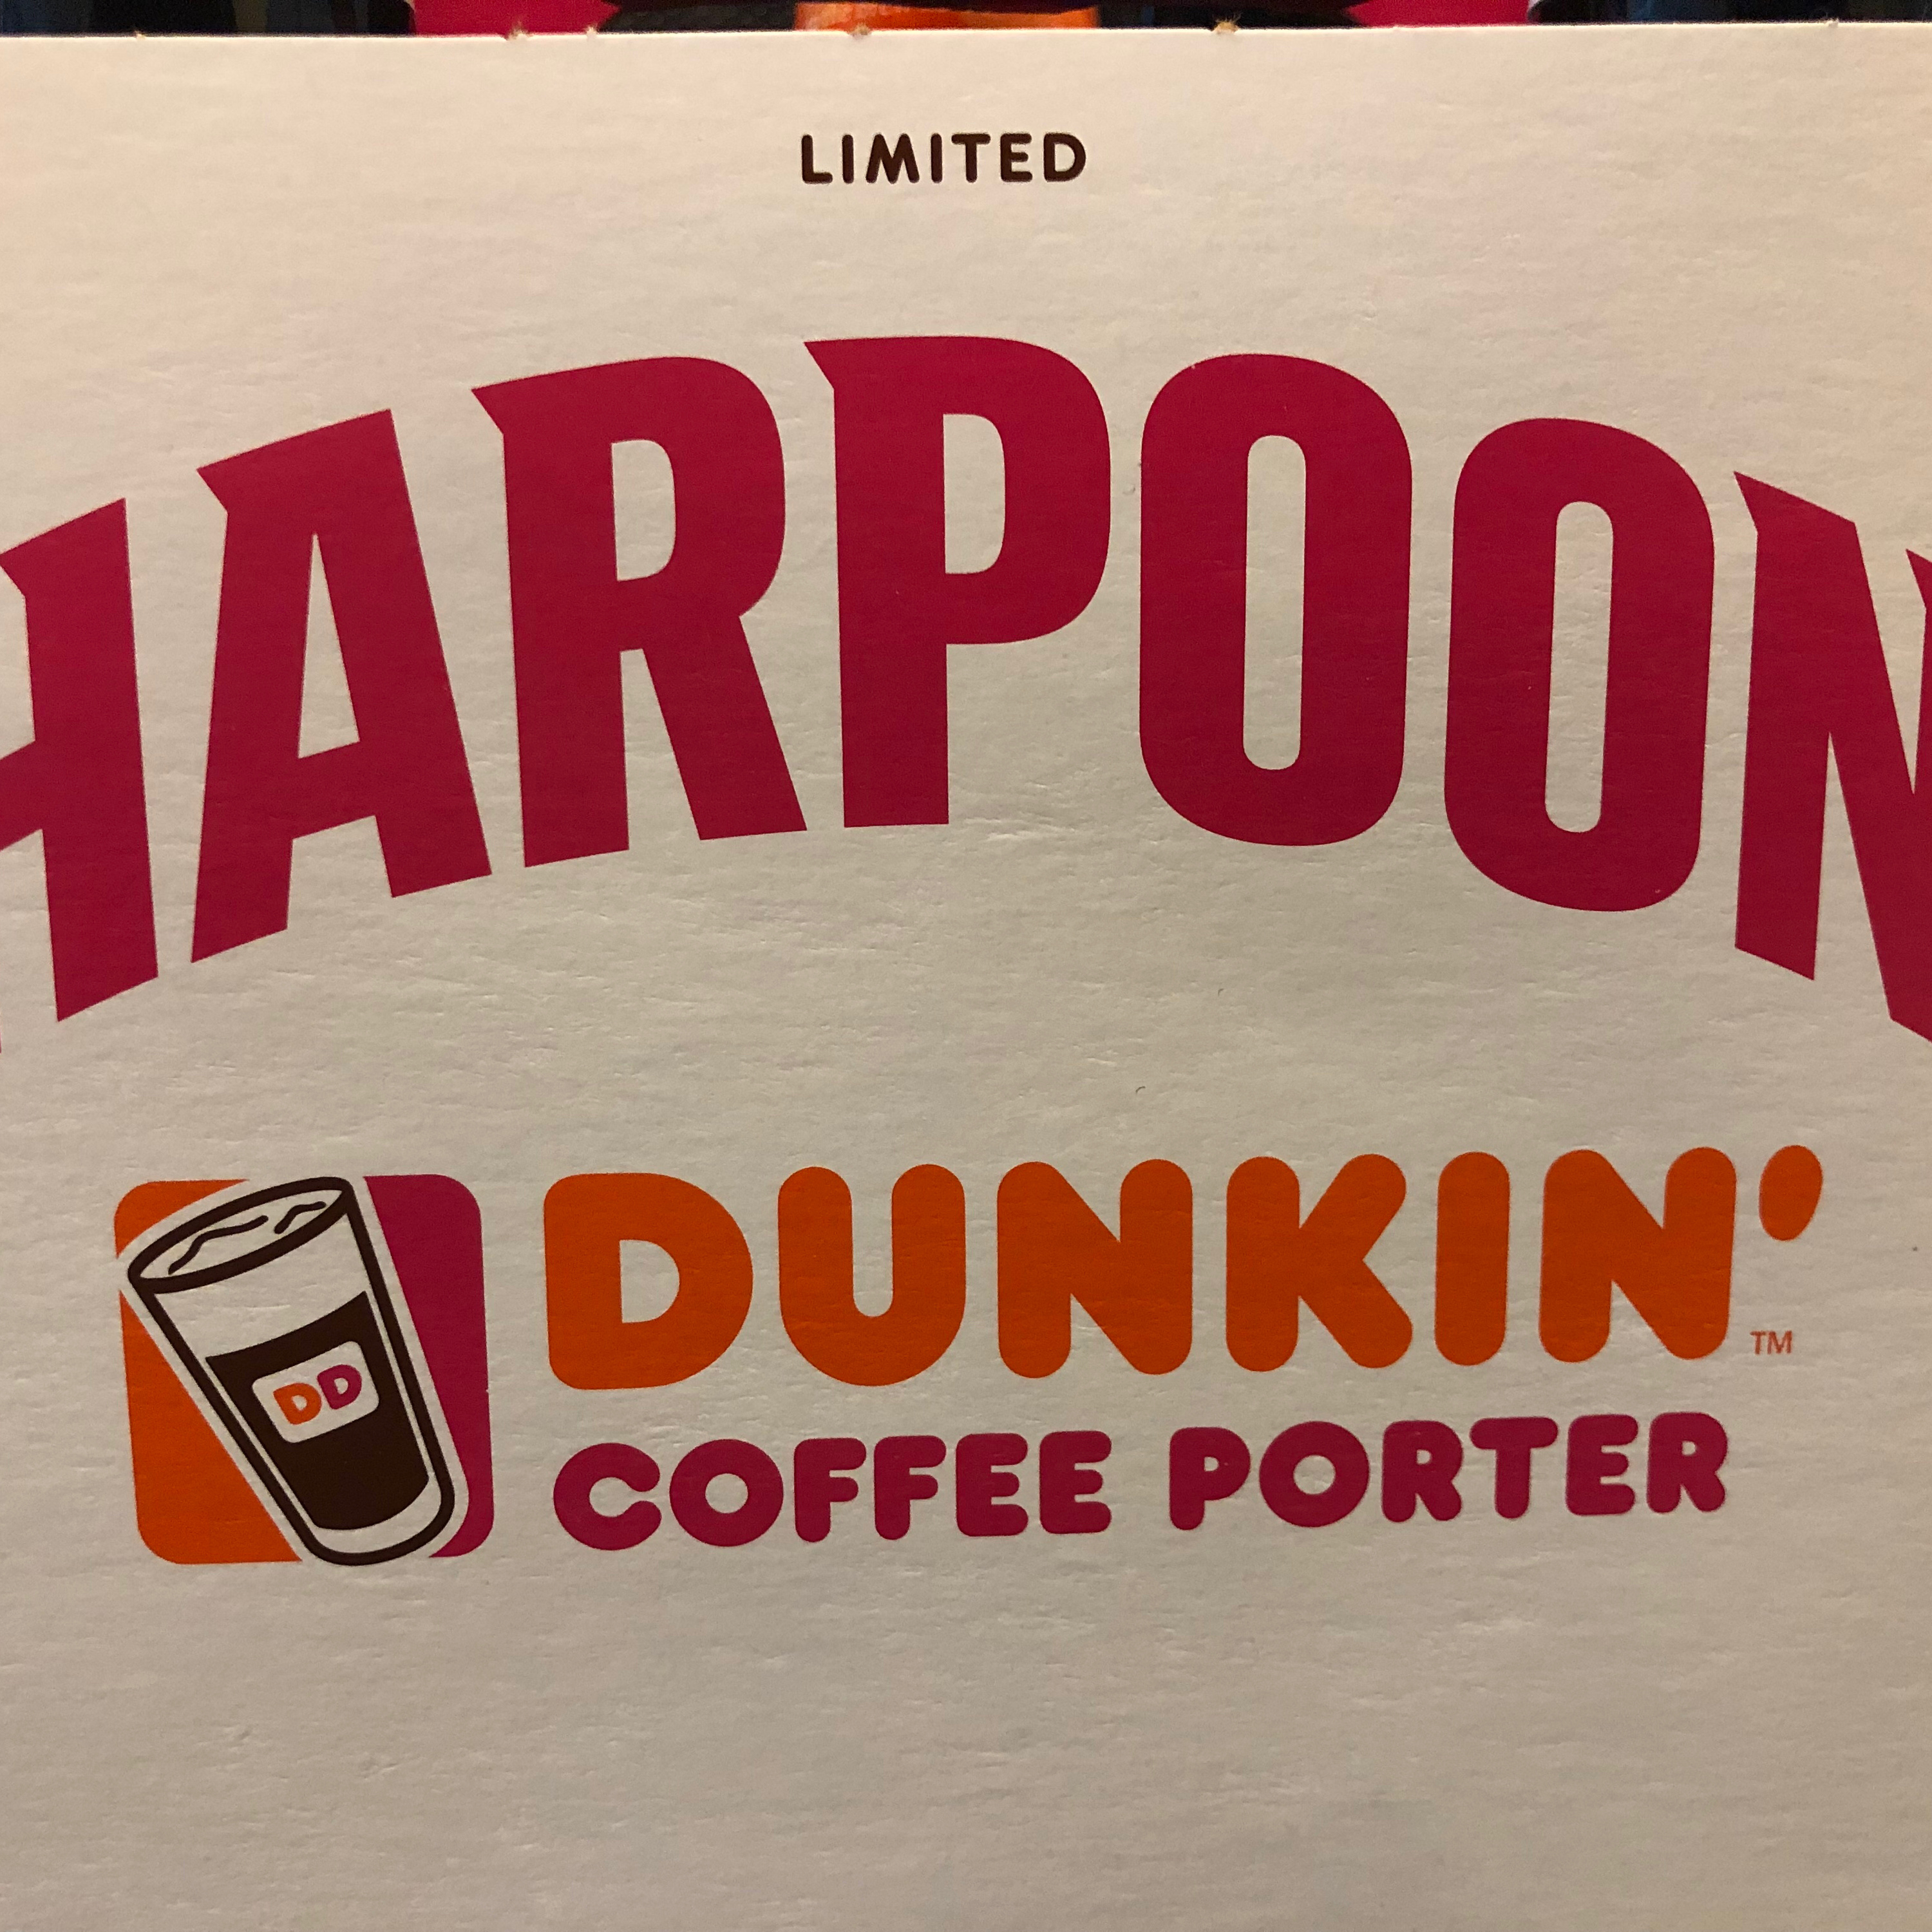 LIMITED
HARPOON
DUNKIN'™
COFFEE PORTER
DD